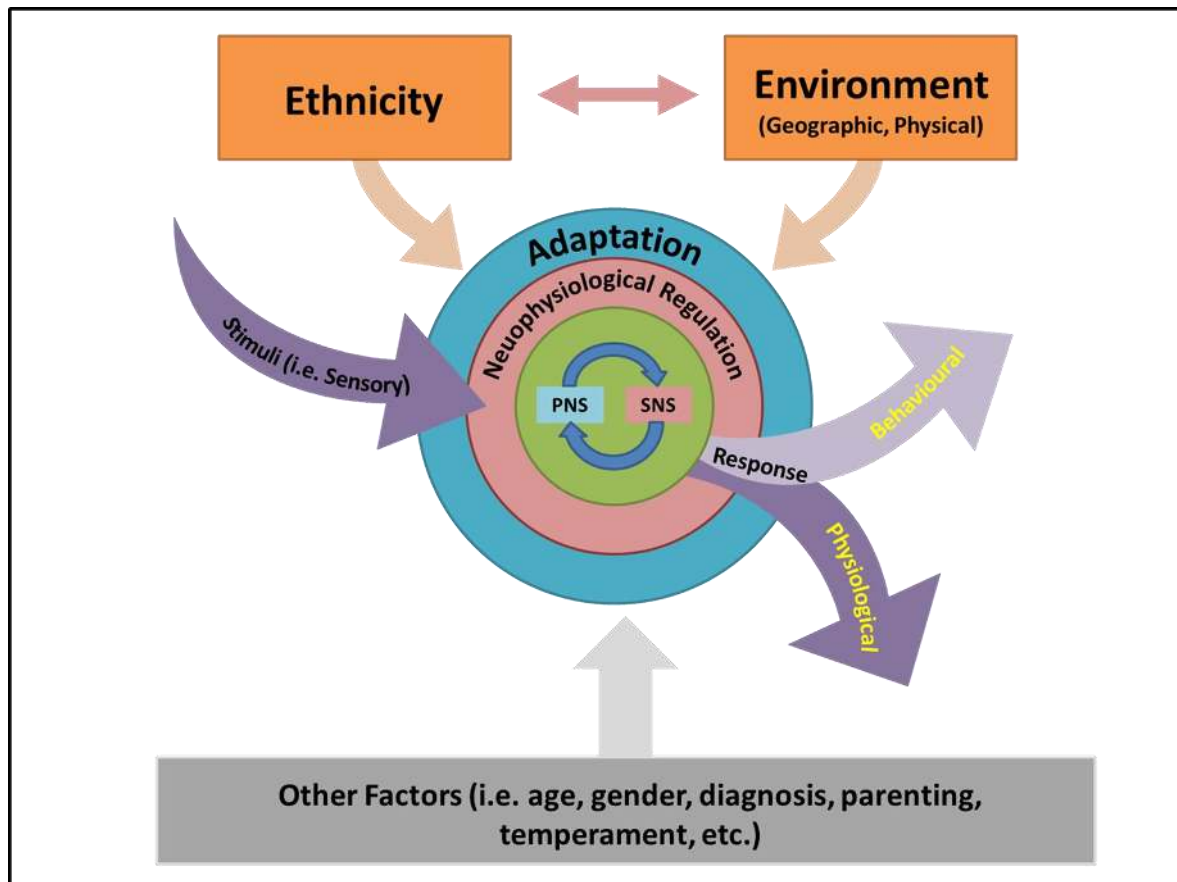 Ethnicity
Environment
(Geographic, Physical)
Adaptation
Neuophysiological Regulation
Stimuli (i.e. Sensory)
PNS
SNS
Response
Behavioural
Physiological
Other Factors (i.e. age, gender, diagnosis, parenting,
temperament, etc.)